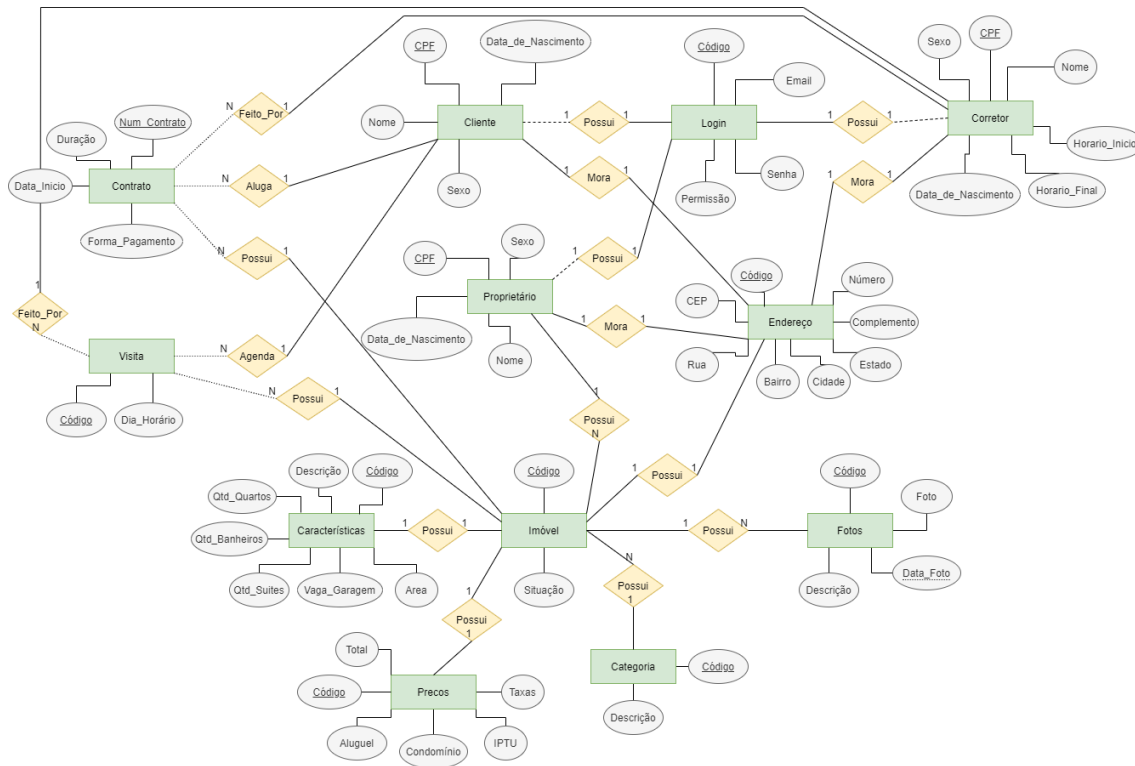 CPF
Data_de_Nascimento
Código
Sexo
CPF
Nome
Email
N
Feito_Por
1
Num_Contrato
Duração
Nome
Cliente
1
Possui
1
Login
1
Possui
1
Corretor
Horario_Inicio
Data_Inicio
Contrato
N
Aluga
1
Sexo
1
Mora
1
Permissão
Senha
1
Mora
1
Data_de_Nascimento
Horario_Final
Forma_Pagamento
N
Possui
1
CPF
Sexo
1
Possui
1
Código
Número
CEP
Proprietário
Endereço
Complemento
1
Feito_Por
N
Data_de_Nascimento
Nome
1
Mora
1
Rua
Bairro
Cidade
Estado
Visita
N
Agenda
1
Código
Dia_Horário
N
Possui
1
1
Possui
N
Descrição
Código
Código
1
Possui
1
Código
Qtd_Quartos
Foto
Qtd_Banheiros
Características
1
Possui
1
Imóvel
1
Possui
N
Fotos
Qtd_Suites
Vaga_Garagem
Area
Situação
N
Possui
1
Descrição
Data_Foto
1
Possui
1
Total
Categoria
Código
Código
Precos
Taxas
Descrição
Aluguel
Condomínio
IPTU